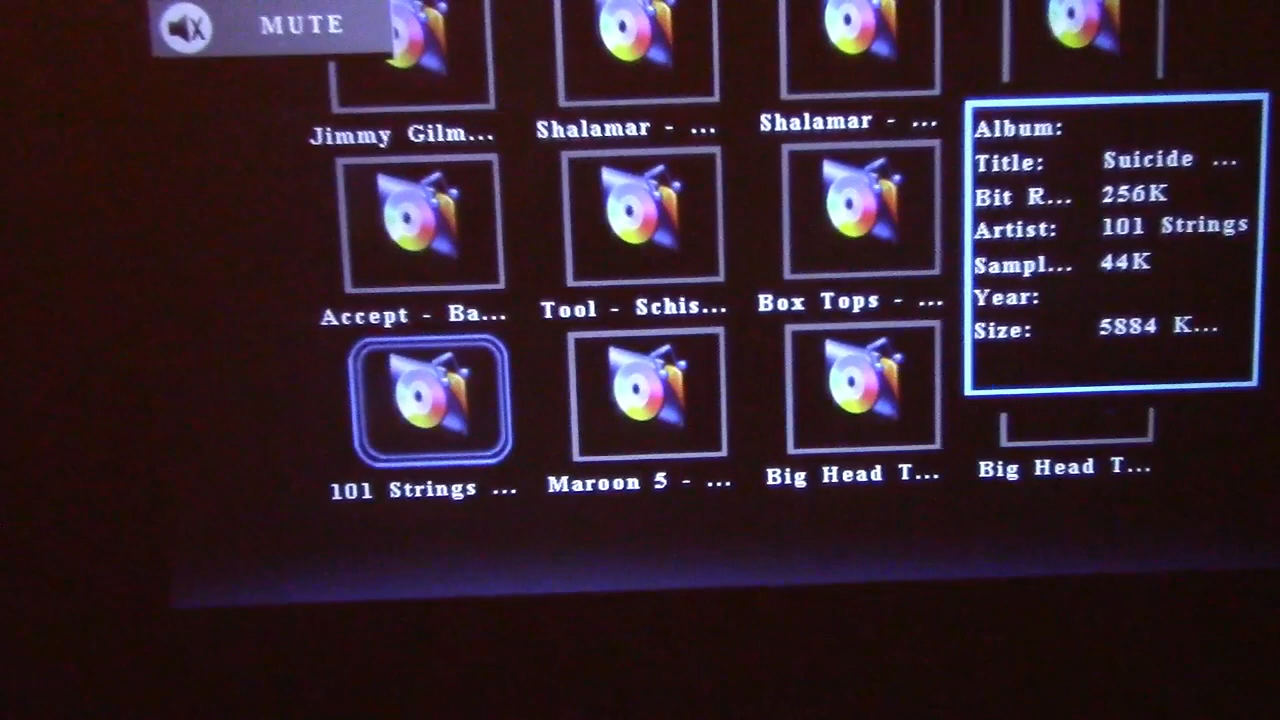 MUTE
Jimmy Gilm...
Shalamar - ...
Shalamar - ...
Accept - Ba...
Tool - Schis...
Box Tops - ...
101 Strings ...
Maroon 5 - ...
Big Head T...
Big Head T...
Album:
Title: Suicide ...
Bit R... 256K
Artist: 101 Strings
Sampl... 44K
Year:
Size: 5884 K...